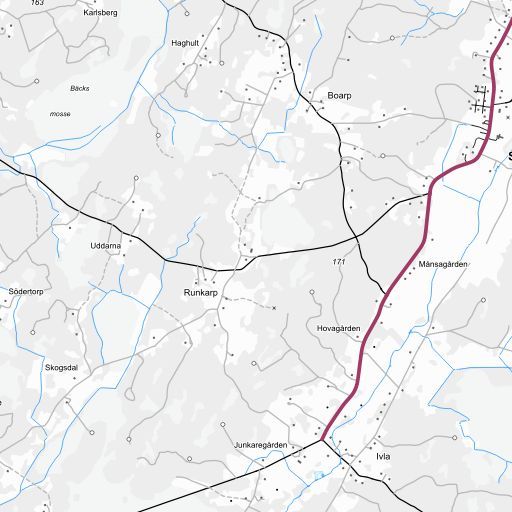 163
Karlsberg
Haghult
Bäcks
mosse
Boarp
S
Uddarna
171
Månsagården
Södertorp
Runkarp
Hovagården
Skogsdal
Junkaregården
Ivla